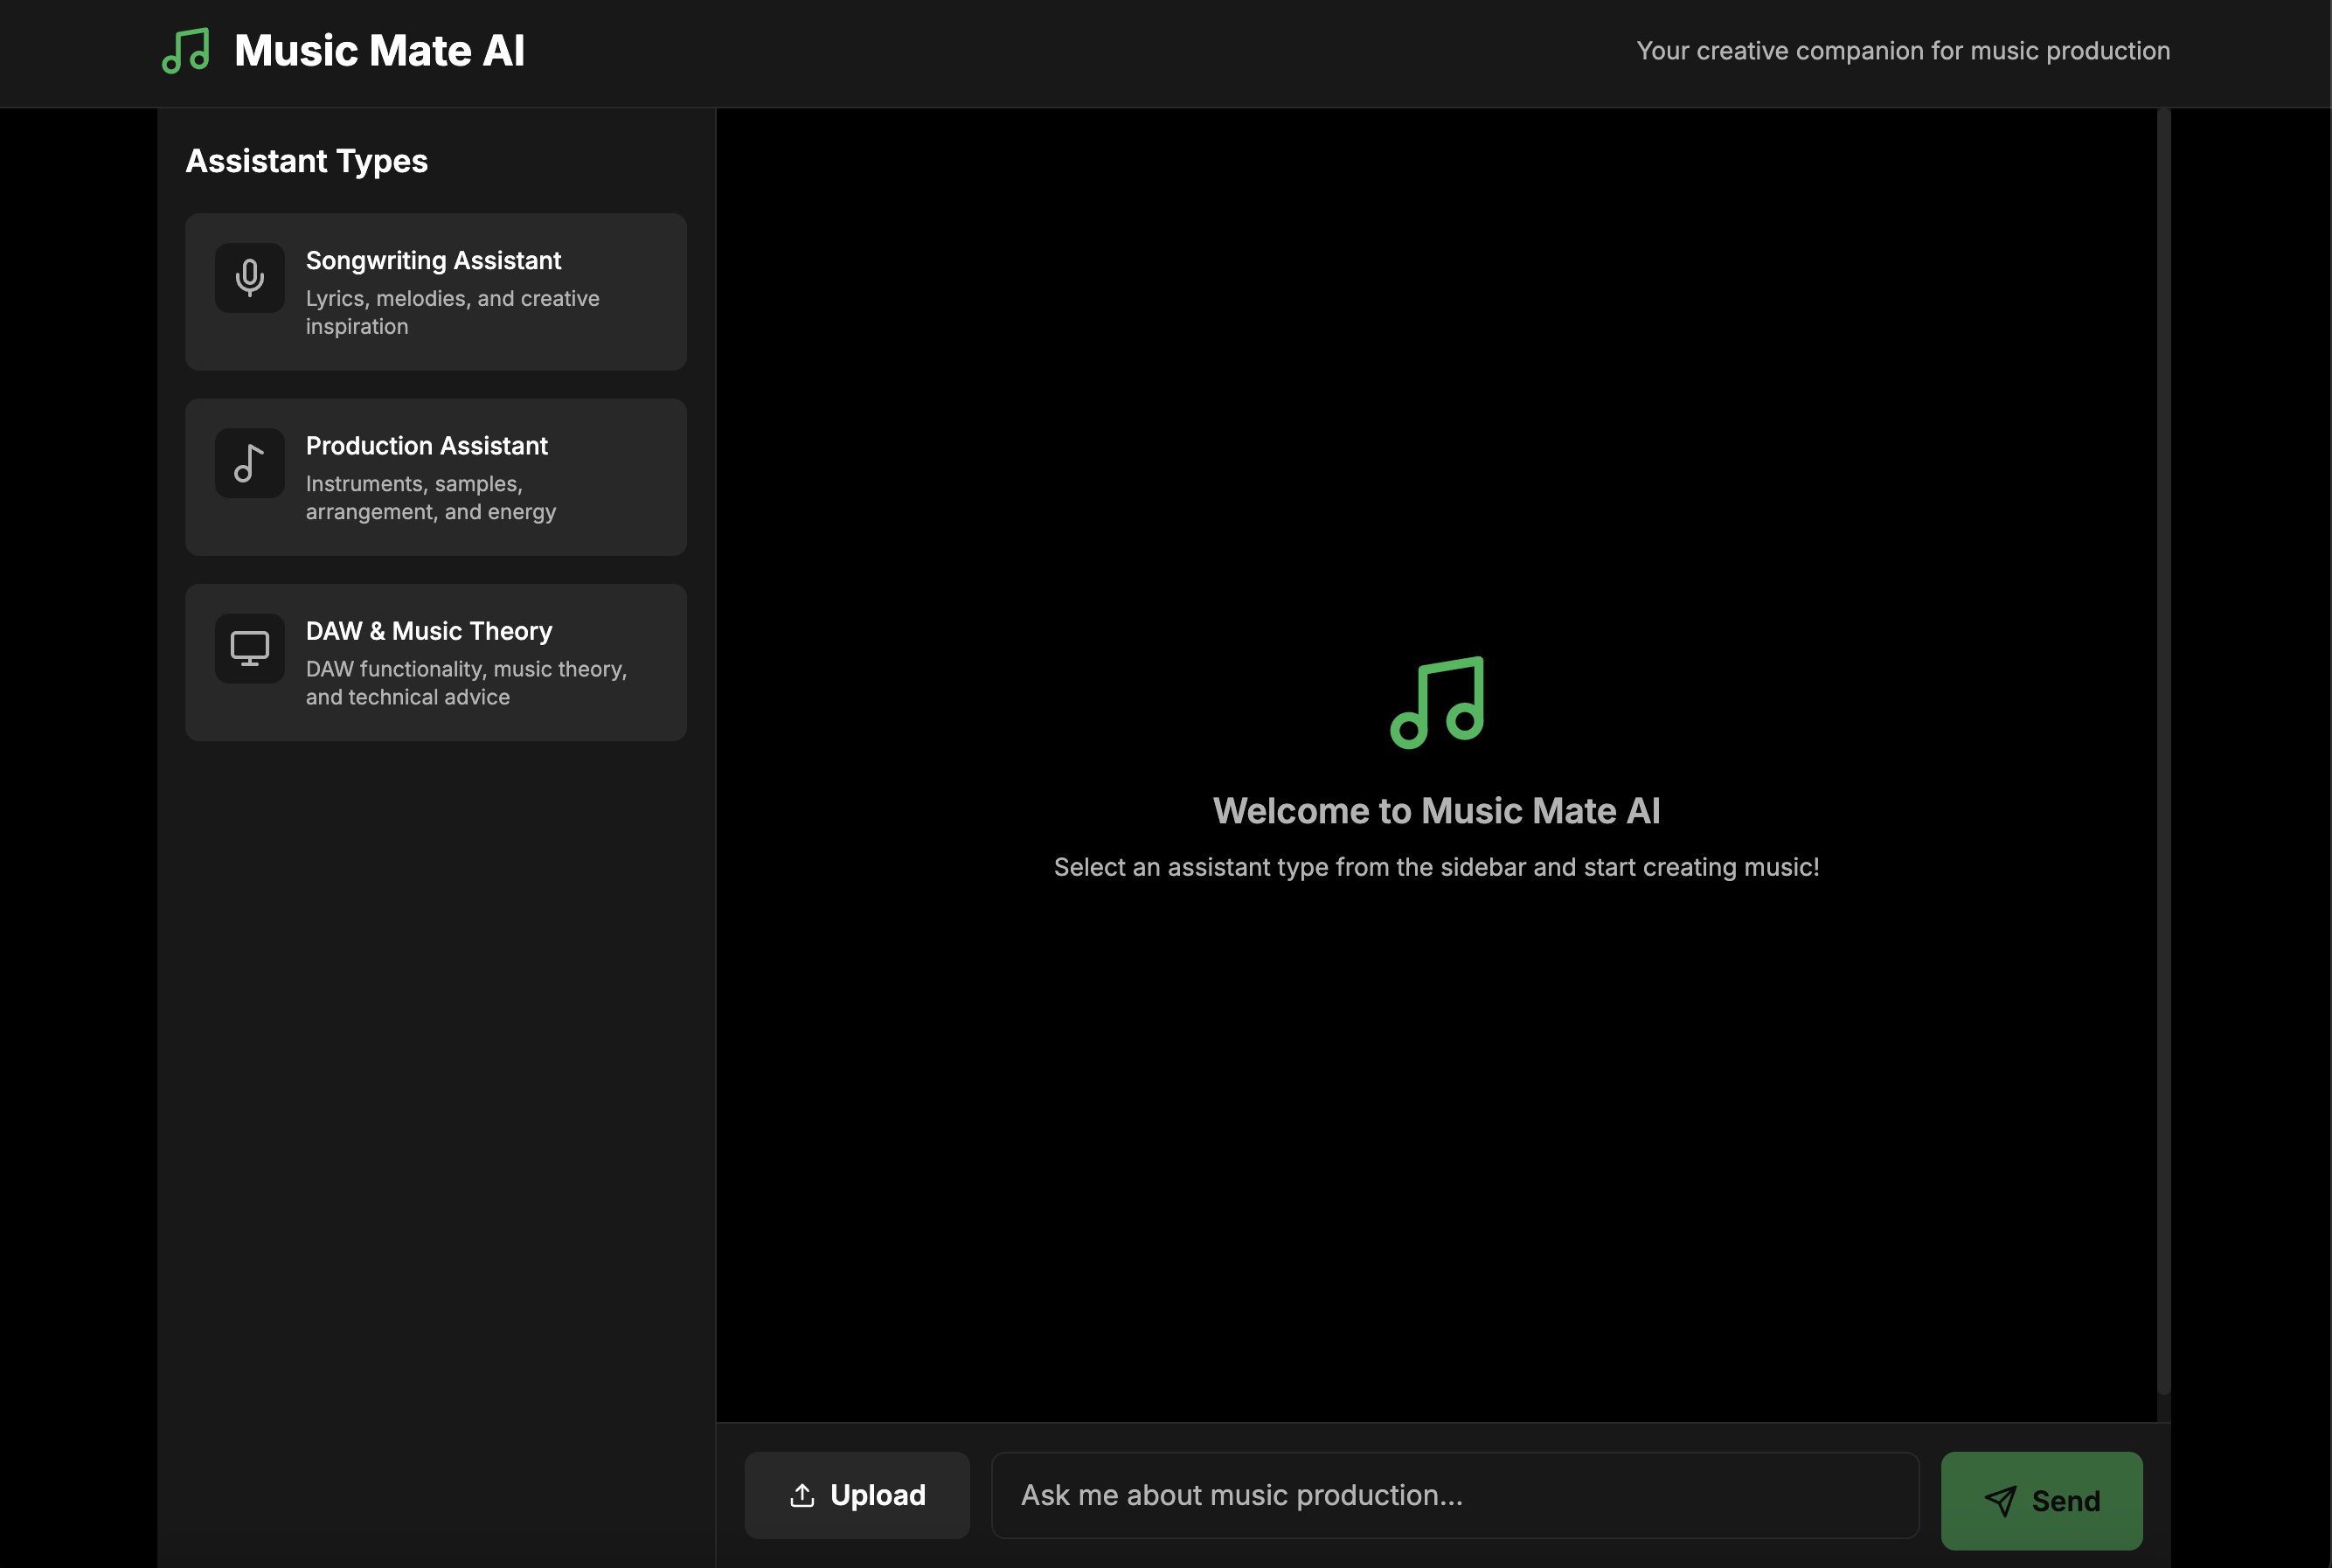 Music Mate AI
Your creative companion for music production
Assistant Types
Songwriting Assistant
Lyrics, melodies, and creative
inspiration
Production Assistant
Instruments, samples,
arrangement, and energy
DAW & Music Theory
DAW functionality, music theory,
and technical advice
Welcome to Music Mate AI
Select an assistant type from the sidebar and start creating music!
Upload
Ask me about music production...
Send